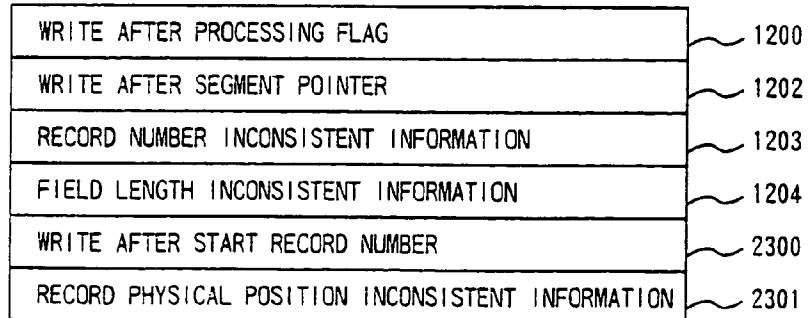 WRITE AFTER PROCESSING FLAG 1200
WRITE AFTER SEGMENT POINTER 1202
RECORD NUMBER INCONSISTENT INFORMATION 1203
FIELD LENGTH INCONSISTENT INFORMATION 1204
WRITE AFTER START RECORD NUMBER 2300
RECORD PHYSICAL POSITION INCONSISTENT INFORMATION 2301